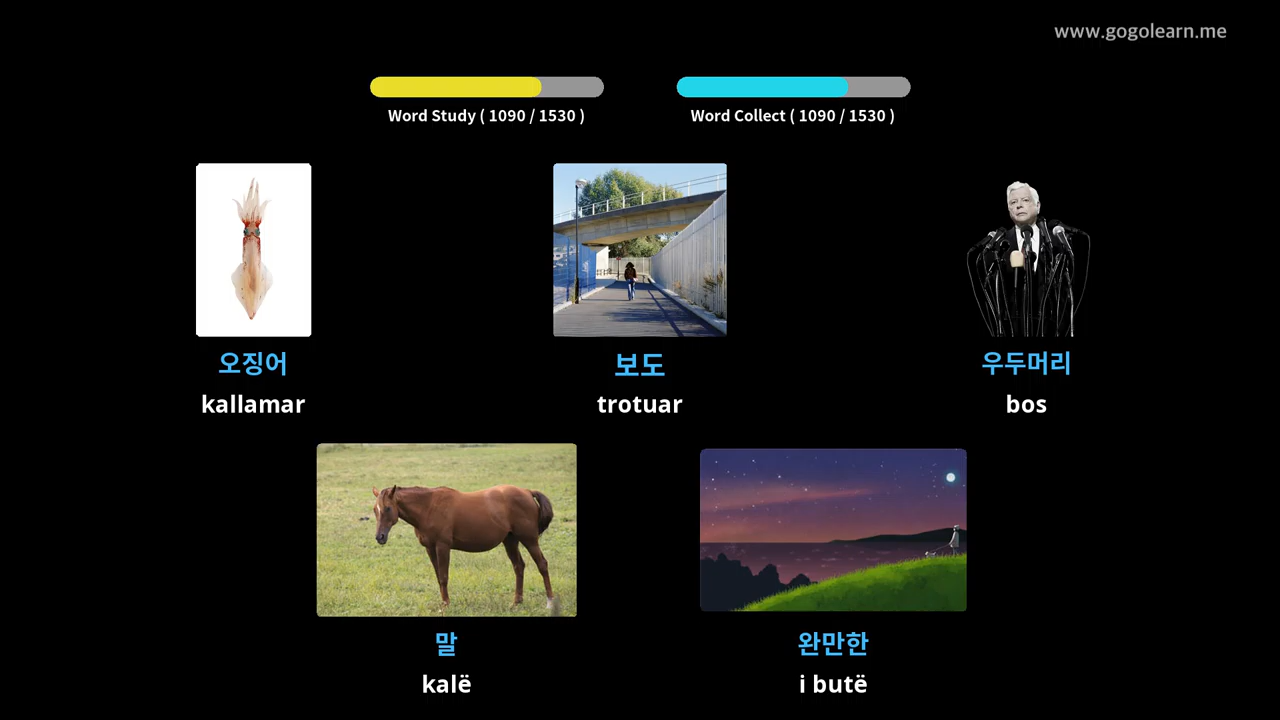 www.gogolearn.me
Word Study ( 1090 / 1530 )
Word Collect ( 1090 / 1530 )
오징어
kallamar
보도
trotuar
우두머리
bos
말
kalë
완만한
i butë